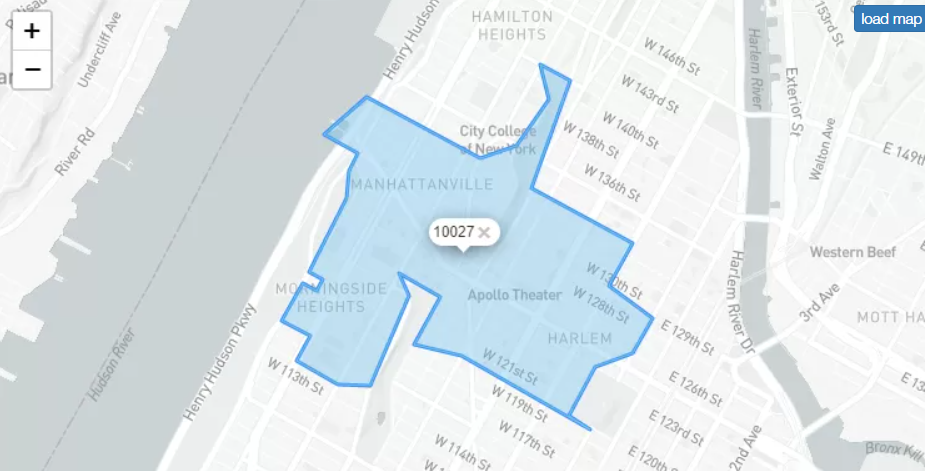 +
−
load map
Undercliff Ave
River Rd
Henry Hudson
HAMILTON
HEIGHTS
W 146th St
W 143rd St
153rd St
Harlem River
Exterior St
Walton Ave
E 149t
City College
of New York
W 138th St
W 140th St
W 136th St
MANHATTANVILLE
10027 ×
Western Beef
W 130th St
W 128th St
Apollo Theater
MORNINGSIDE
HEIGHTS
HARLEM
E 129th St
Harlem River Dr
3rd Ave
MOTT HA
Hudson River
Henry Hudson Pkwy
W 113th St
W 121st St
W 119th St
W 117th St
W 114th St
E 126th St
E 123rd St
E 120th S
2nd Ave
E 13
Bronx Kill